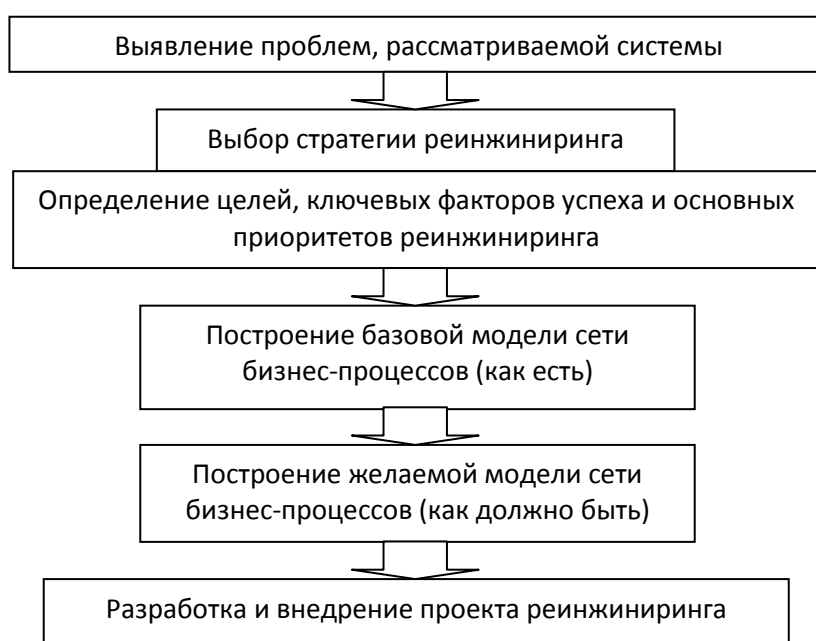 Выявление проблем, рассматриваемой системы
Выбор стратегии реинжиниринга
Определение целей, ключевых факторов успеха и основных
приоритетов реинжиниринга
Построение базовой модели сети
бизнес-процессов (как есть)
Построение желаемой модели сети
бизнес-процессов (как должно быть)
Разработка и внедрение проекта реинжиниринга